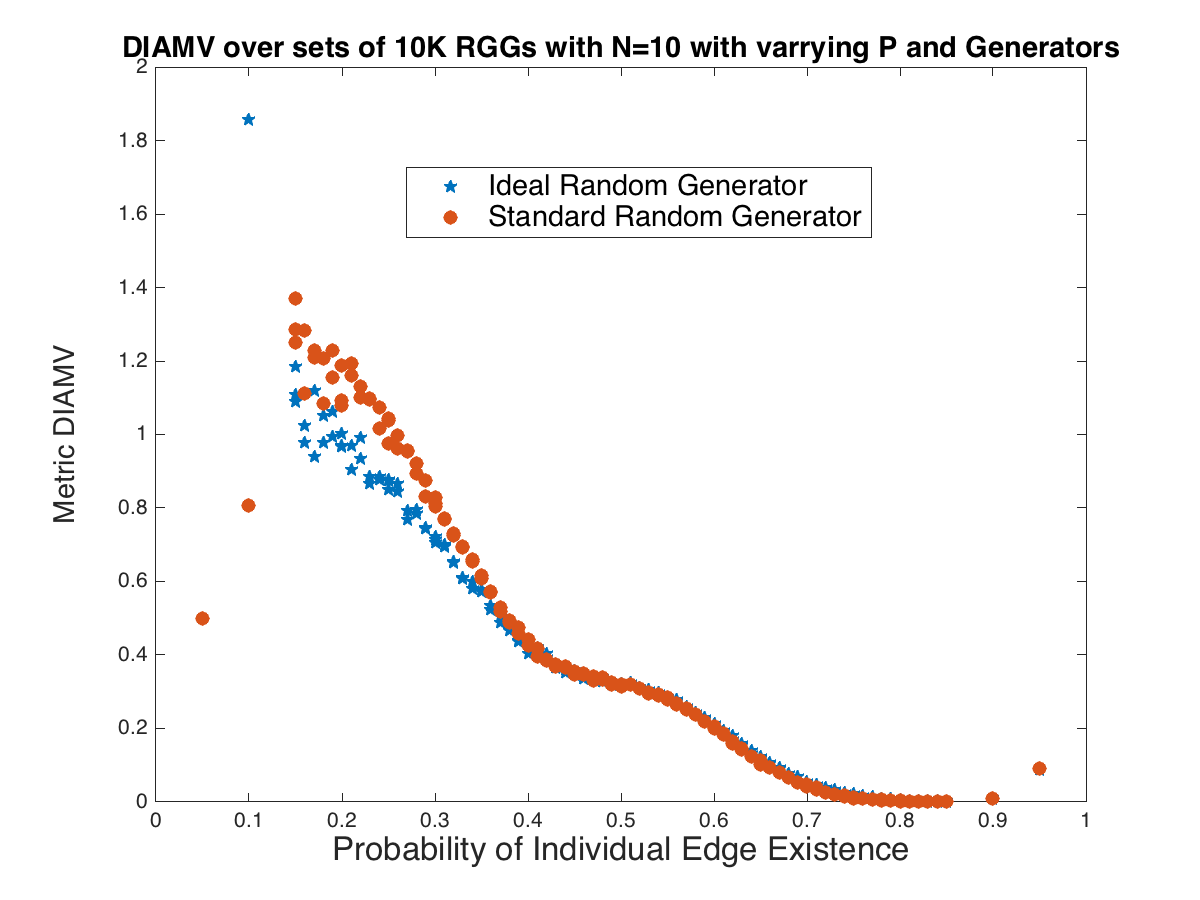 DIAMV over sets of 10K RGGs with N=10 with varrying P and Generators
2
1.8
1.6
1.4
1.2
1
0.8
0.6
0.4
0.2
0
Metric DIAMV
Ideal Random Generator
Standard Random Generator
0 0.1 0.2 0.3 0.4 0.5 0.6 0.7 0.8 0.9 1
Probability of Individual Edge Existence